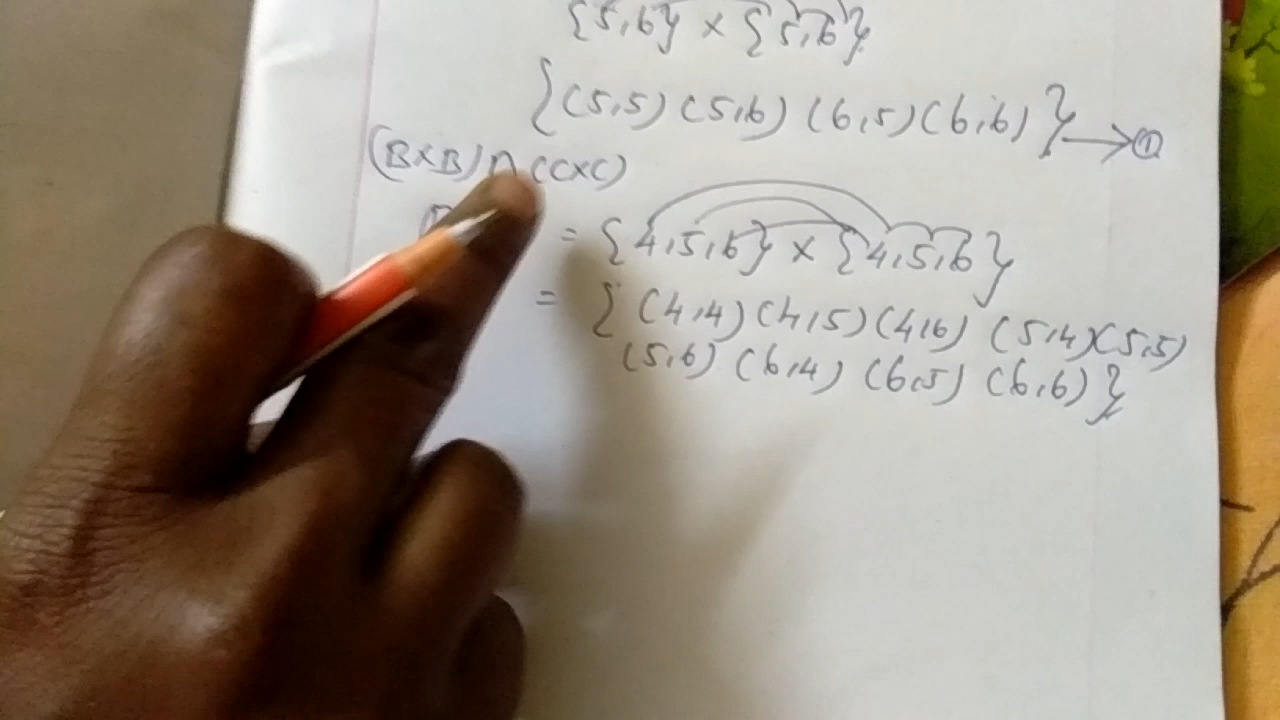 {5,6} × {5,6}
{(5,5) (5,6) (6,5) (6,6)} → ①
(B×B) ∩ (C×C)
= {4,5,6} × {4,5,6}
= { (4,4) (4,5) (4,6) (5,4) (5,5)
(5,6) (6,4) (6,5) (6,6) }